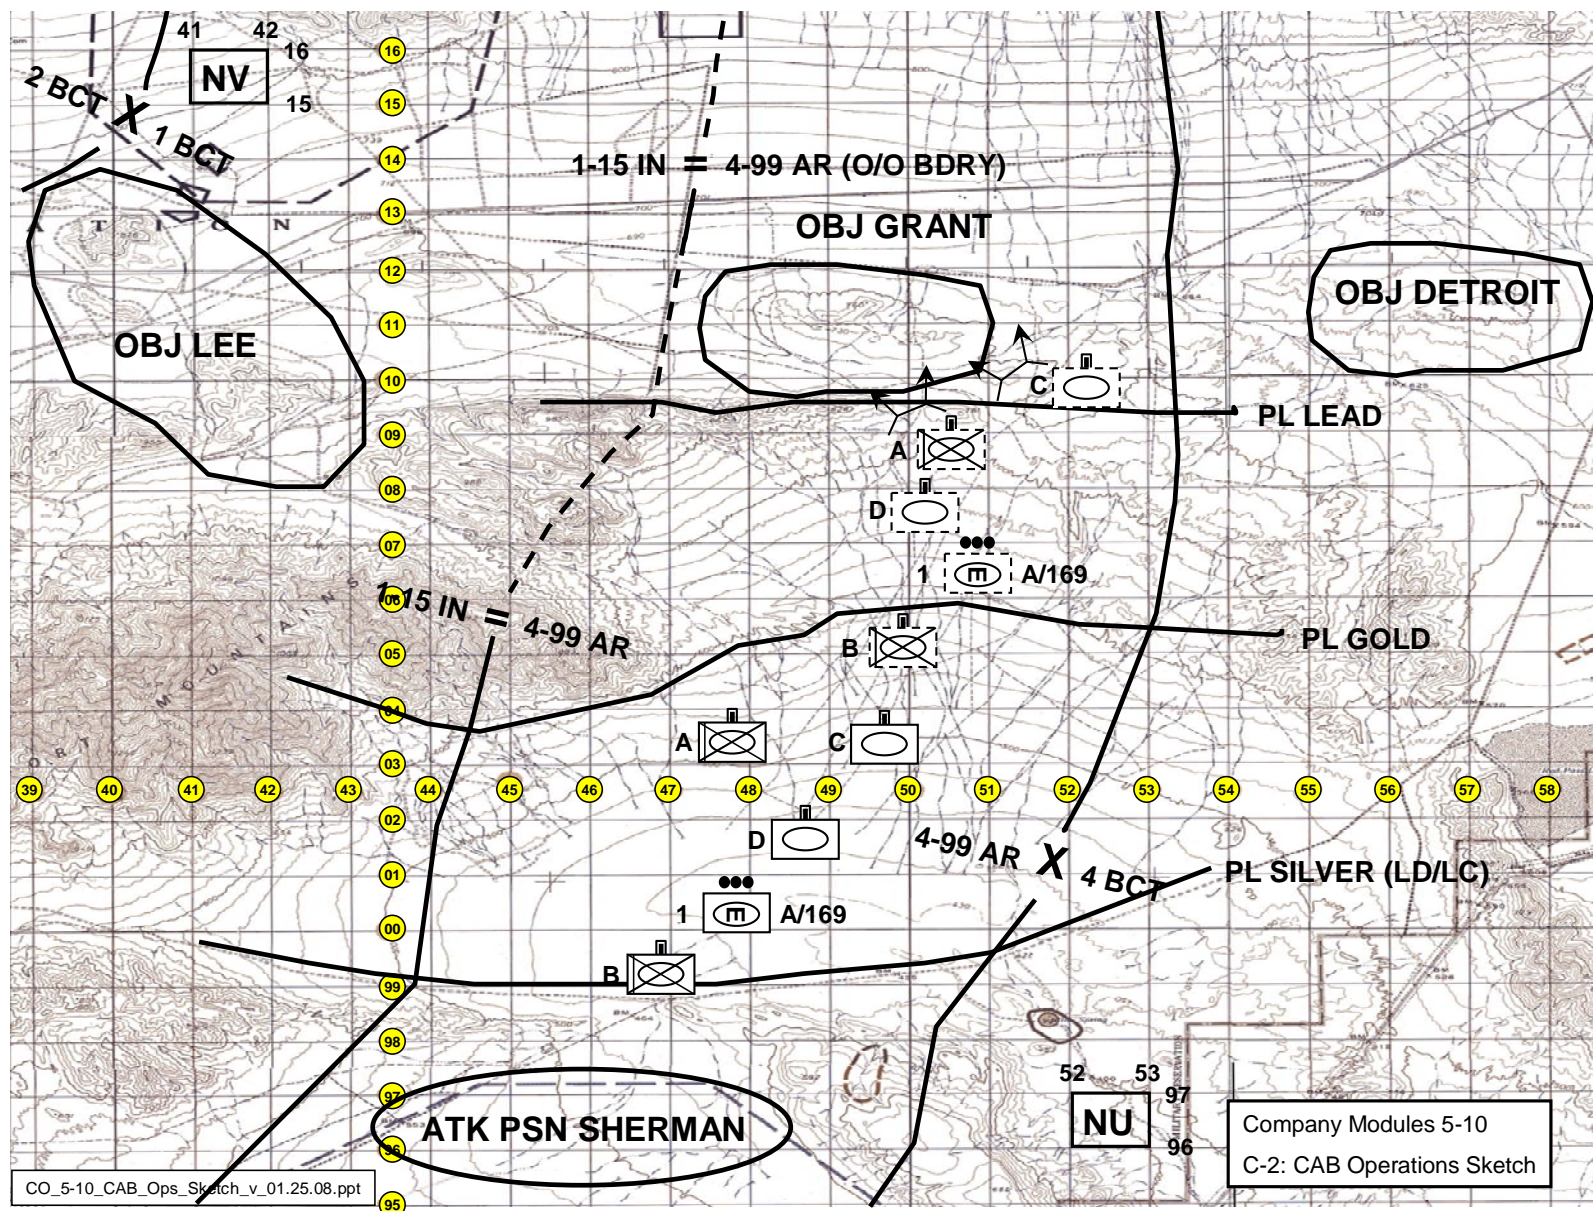 41 42
16
NV
15
16
15
14
13
12
11
10
09
08
07
06
05
04
03
02
01
00
99
98
97
96
95
2 BCT X 1 BCT
1-15 IN = 4-99 AR (O/O BDRY)
A T I O N
OBJ GRANT
OBJ DETROIT
OBJ LEE
C
PL LEAD
A
D
1 E A/169
1-15 IN = 4-99 AR
PL GOLD
B
M O U N T A I N S
A
C
39 40 41 42 43 44 45 46 47 48 49 50 51 52 53 54 55 56 57 58
D
4-99 AR X 4 BCT
PL SILVER (LD/LC)
1 E A/169
B
52 53
97
NU
96
ATK PSN SHERMAN
Company Modules 5-10
C-2: CAB Operations Sketch
CO_5-10_CAB_Ops_Sketch_v_01.25.08.ppt